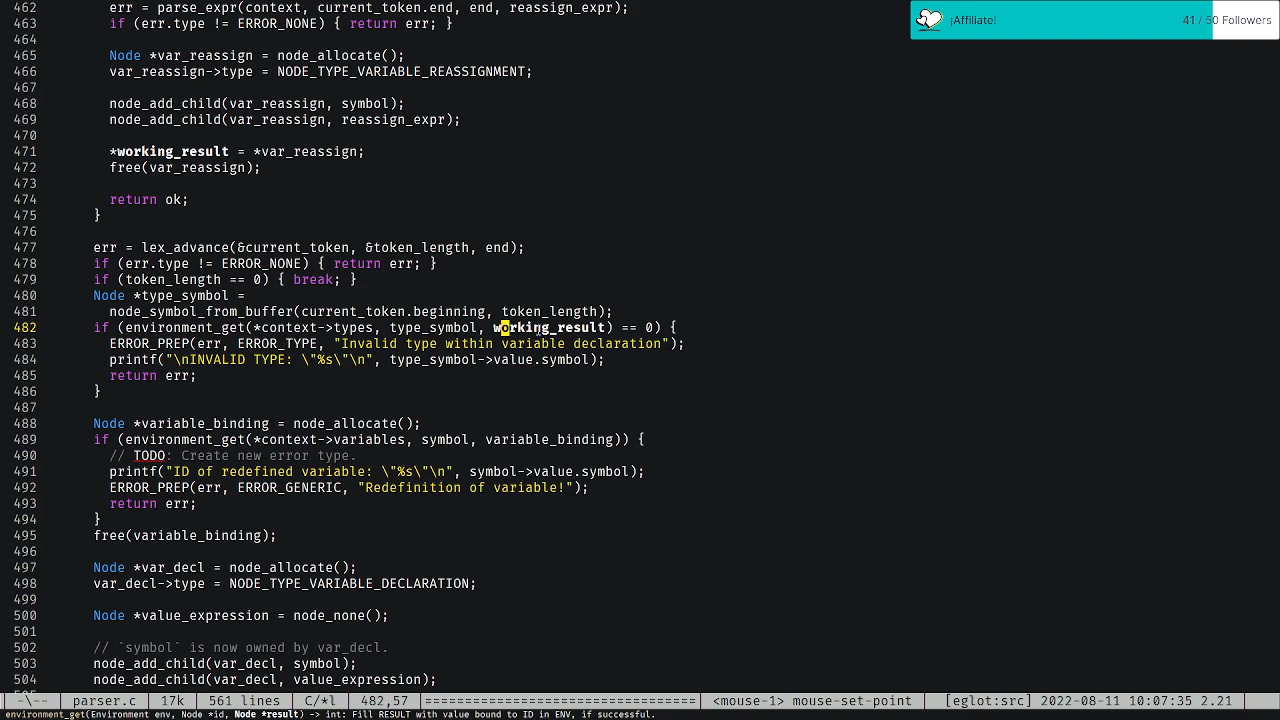 462       err = parse_expr(context, current_token.end, end, reassign_expr);
463       if (err.type != ERROR_NONE) { return err; }
¡Affiliate! 41 / 50 Followers
464
465       Node *var_reassign = node_allocate();
466       var_reassign->type = NODE_TYPE_VARIABLE_REASSIGNMENT;
467
468       node_add_child(var_reassign, symbol);
469       node_add_child(var_reassign, reassign_expr);
470
471       *working_result = *var_reassign;
472       free(var_reassign);
473
474       return ok;
475     }
476
477     err = lex_advance(&current_token, &token_length, end);
478     if (err.type != ERROR_NONE) { return err; }
479     if (token_length == 0) { break; }
480     Node *type_symbol =
481       node_symbol_from_buffer(current_token.beginning, token_length);
482     if (environment_get(*context->types, type_symbol, working_result) == 0) {
483       ERROR_PREP(err, ERROR_TYPE, "Invalid type within variable declaration");
484       printf("\nINVALID TYPE: \"%s\"\n", type_symbol->value.symbol);
485       return err;
486     }
487
488     Node *variable_binding = node_allocate();
489     if (environment_get(*context->variables, symbol, variable_binding)) {
490       // TODO: Create new error type.
491       printf("ID of redefined variable: \"%s\"\n", symbol->value.symbol);
492       ERROR_PREP(err, ERROR_GENERIC, "Redefinition of variable!");
493       return err;
494     }
495     free(variable_binding);
496
497     Node *var_decl = node_allocate();
498     var_decl->type = NODE_TYPE_VARIABLE_DECLARATION;
499
500     Node *value_expression = node_none();
501
502     // `symbol` is now owned by var_decl.
503     node_add_child(var_decl, symbol);
504     node_add_child(var_decl, value_expression);
-\-- parser.c 17k 561 lines C/*l 482,57 ================================== <mouse-1> mouse-set-point [eglot:src] 2022-08-11 10:07:35 2.21
environment_get(Environment env, Node *id, Node *result) -> int: Fill RESULT with value bound to ID in ENV, if successful.